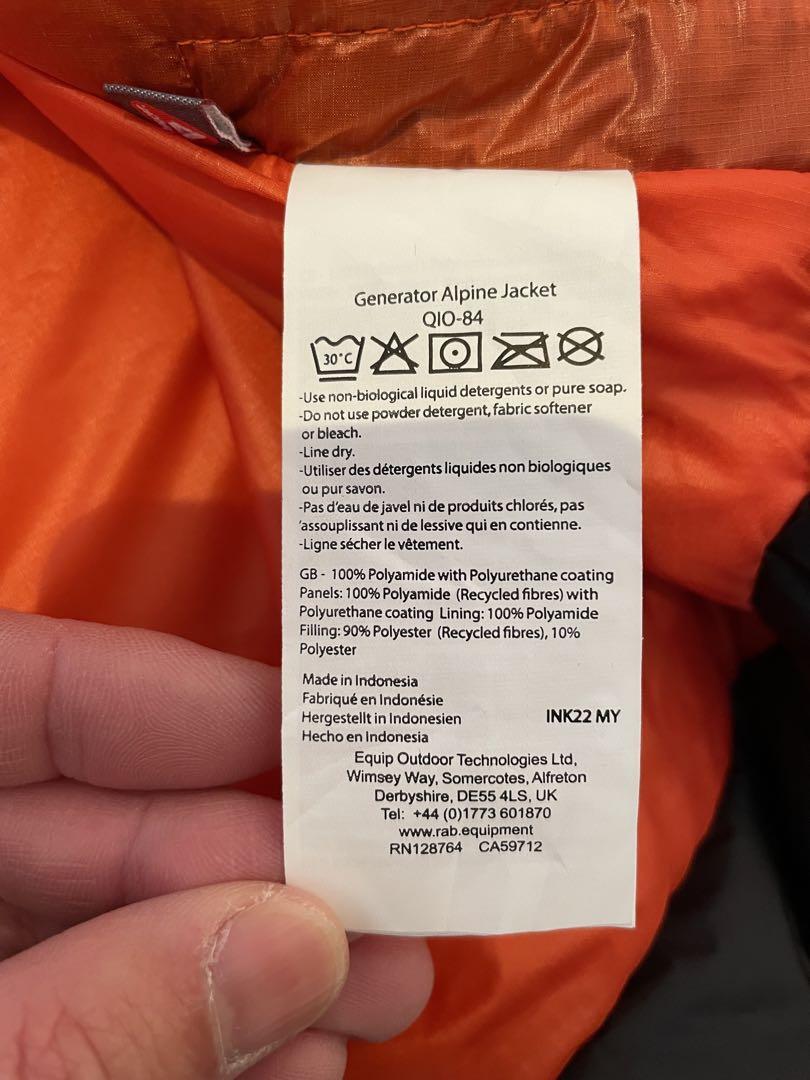 Generator Alpine Jacket
QIO-84
30°C
-Use non-biological liquid detergents or pure soap.
-Do not use powder detergent, fabric softener
or bleach.
-Line dry.
-Utiliser des détergents liquides non biologiques
ou pur savon.
-Pas d'eau de javel ni de produits chlorés, pas
'assouplissant ni de lessive qui en contienne.
-Ligne sécher le vêtement.
GB - 100% Polyamide with Polyurethane coating
Panels: 100% Polyamide (Recycled fibres) with
Polyurethane coating Lining: 100% Polyamide
Filling: 90% Polyester (Recycled fibres), 10%
Polyester
Made in Indonesia
Fabriqué en Indonésie
Hergestellt in Indonesien INK22 MY
Hecho en Indonesia
Equip Outdoor Technologies Ltd,
Wimsey Way, Somercotes, Alfreton
Derbyshire, DE55 4LS, UK
Tel: +44 (0)1773 601870
www.rab.equipment
RN128764 CA59712